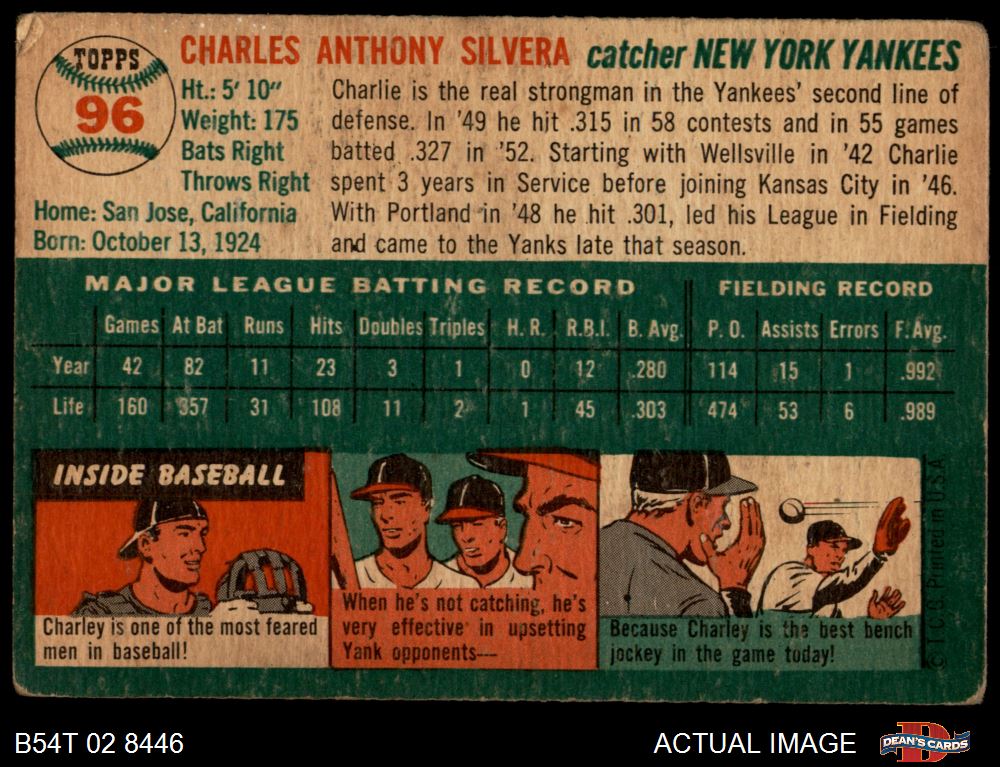 TOPPS
96
CHARLES ANTHONY SILVERA catcher NEW YORK YANKEES
Ht.: 5' 10"
Weight: 175
Bats Right
Throws Right
Home: San Jose, California
Born: October 13, 1924
Charlie is the real strongman in the Yankees' second line of
defense. In '49 he hit .315 in 58 contests and in 55 games
batted .327 in '52. Starting with Wellsville in '42 Charlie
spent 3 years in Service before joining Kansas City in '46.
With Portland in '48 he hit .301, led his League in Fielding
and came to the Yanks late that season.
MAJOR LEAGUE BATTING RECORD FIELDING RECORD
Games At Bat Runs Hits Doubles Triples H. R. R.B.I. B. Avg. P. O. Assists Errors F. Avg.
Year 42 82 11 23 3 1 0 12 .280 114 15 1 .992
Life 160 357 31 108 11 2 1 45 .303 474 53 6 .989
INSIDE BASEBALL
Charley is one of the most feared
men in baseball!
When he's not catching, he's
very effective in upsetting
Yank opponents—
Because Charley is the best bench
jockey in the game today!
© T.C.G. Printed in U.S.A.
B54T 02 8446
ACTUAL IMAGE
DEAN'S CARDS